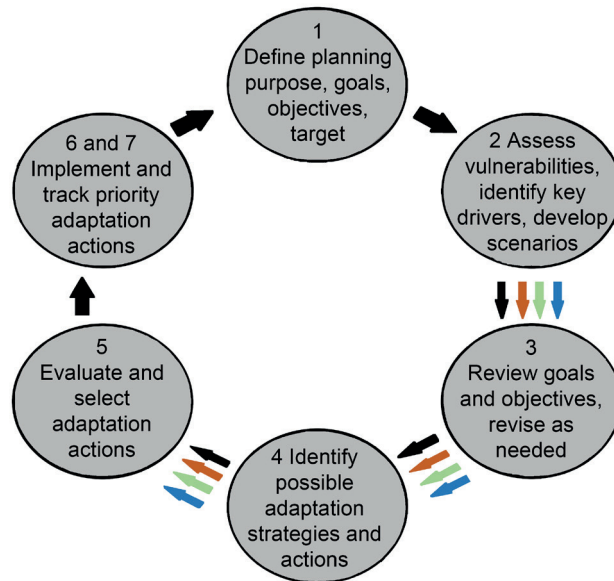 1
Define planning
purpose, goals,
objectives,
target
2 Assess
vulnerabilities,
identify key
drivers, develop
scenarios
3
Review goals
and objectives,
revise as
needed
4 Identify
possible
adaptation
strategies and
actions
5
Evaluate and
select
adaptation
actions
6 and 7
Implement and
track priority
adaptation
actions